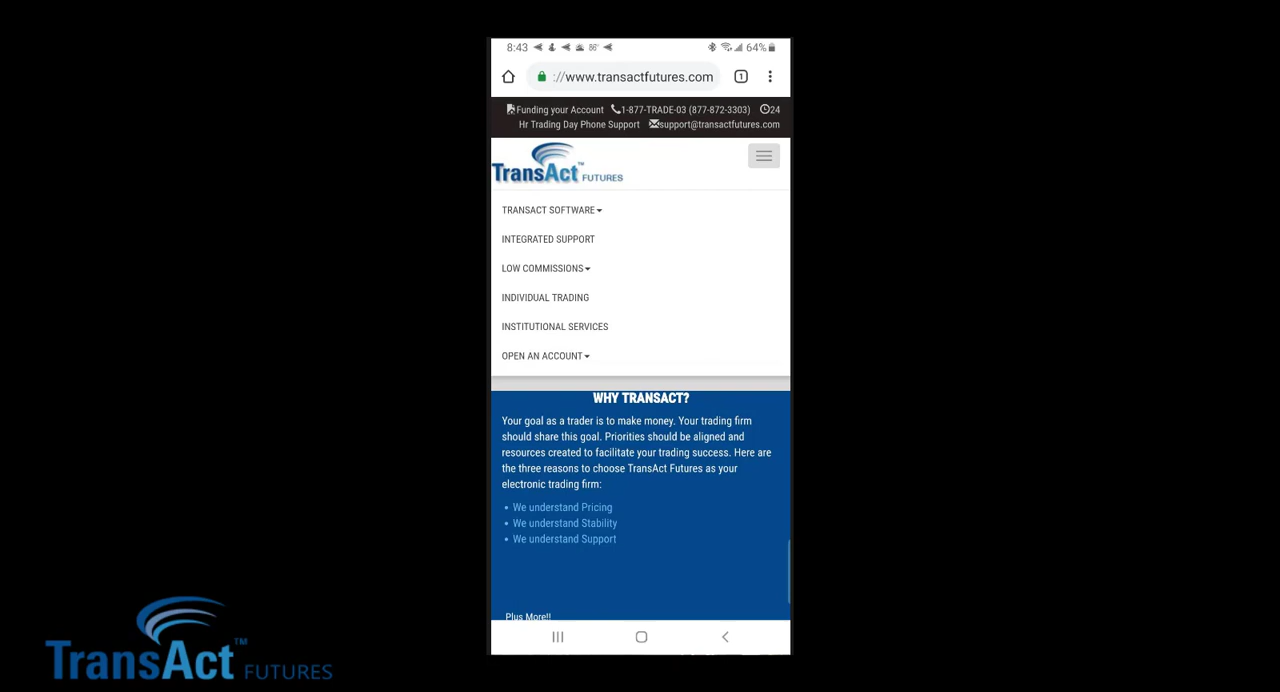 8:43 86° 64%
://www.transactfutures.com 1
Funding your Account 1-877-TRADE-03 (877-872-3303) 24
Hr Trading Day Phone Support support@transactfutures.com
TransAct™ FUTURES
TRANSACT SOFTWARE
INTEGRATED SUPPORT
LOW COMMISSIONS
INDIVIDUAL TRADING
INSTITUTIONAL SERVICES
OPEN AN ACCOUNT
WHY TRANSACT?
Your goal as a trader is to make money. Your trading firm
should share this goal. Priorities should be aligned and
resources created to facilitate your trading success. Here are
the three reasons to choose TransAct Futures as your
electronic trading firm:
• We understand Pricing
• We understand Stability
• We understand Support
Plus More!!
TransAct™ FUTURES